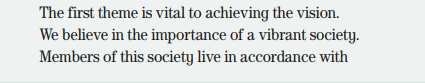 The first theme is vital to achieving the vision.
We believe in the importance of a vibrant society.
Members of this society live in accordance with